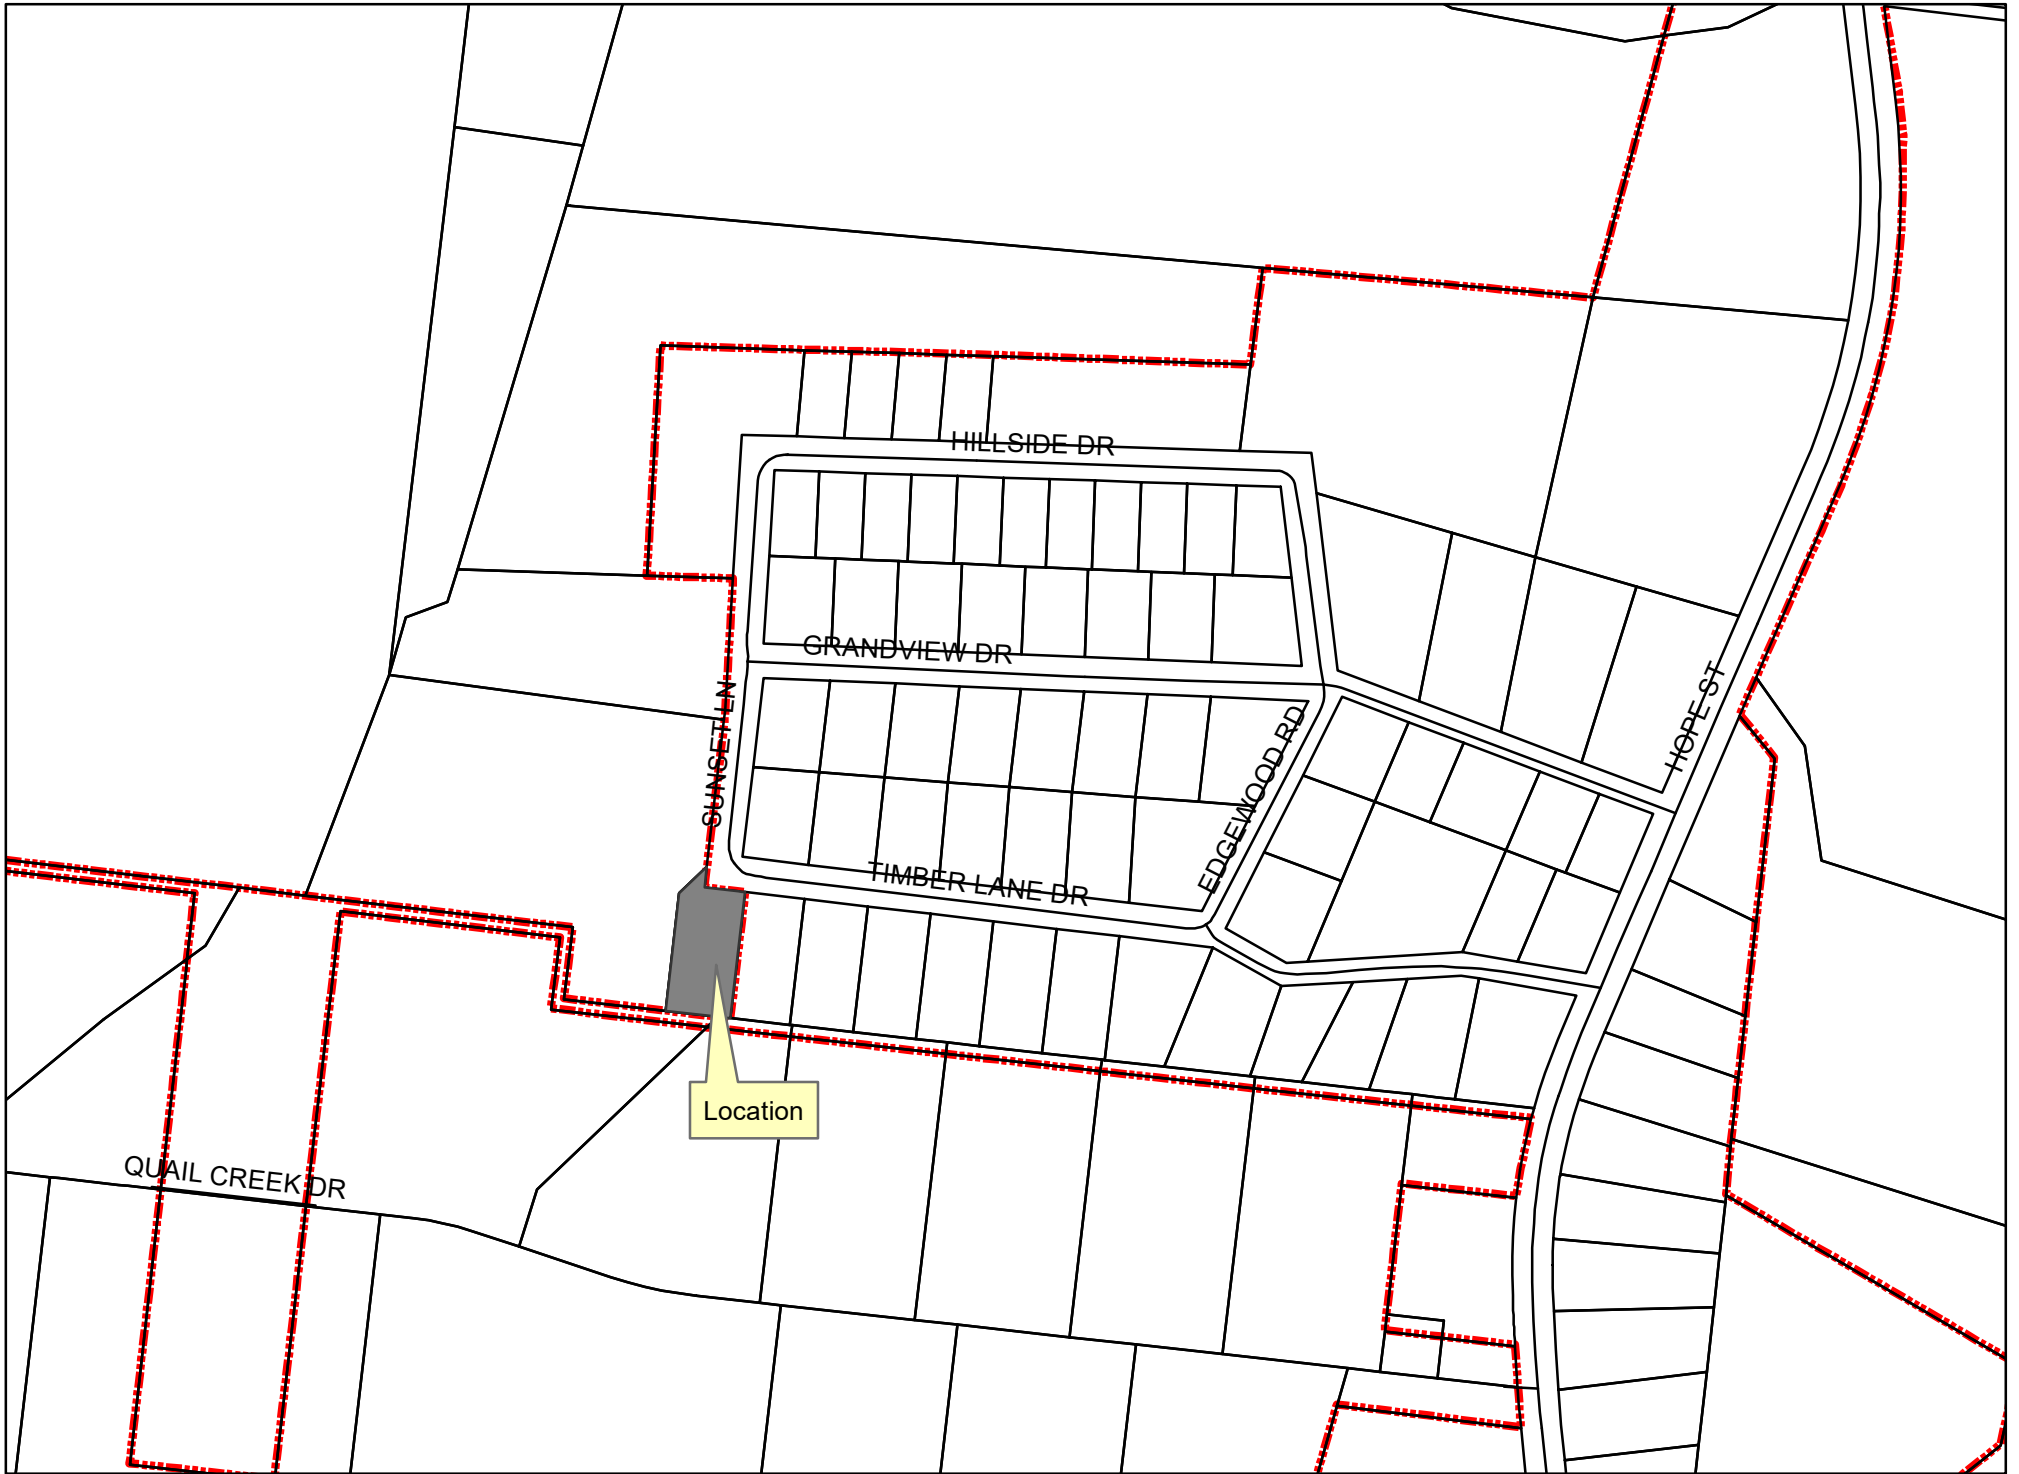 HILLSIDE DR
GRANDVIEW DR
SUNSET LN
HOPE ST
EDGEWOOD RD
TIMBER LANE DR
Location
QUAIL CREEK DR